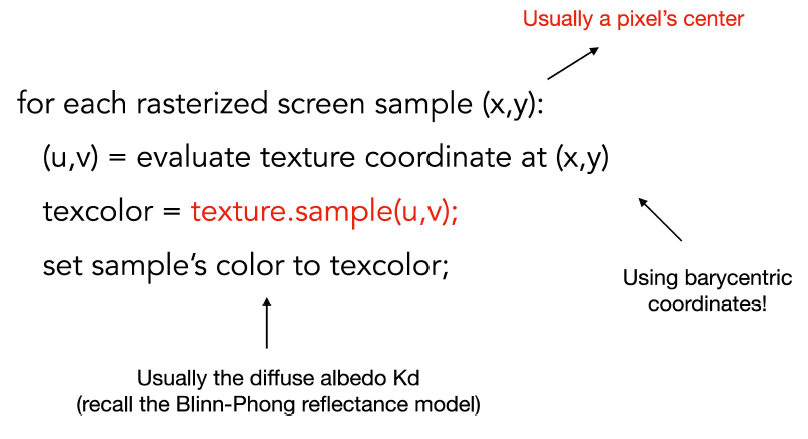 Usually a pixel's center
for each rasterized screen sample (x,y):
(u,v) = evaluate texture coordinate at (x,y)
texcolor = texture.sample(u,v);
set sample's color to texcolor;
Using barycentric
coordinates!
Usually the diffuse albedo Kd
(recall the Blinn-Phong reflectance model)